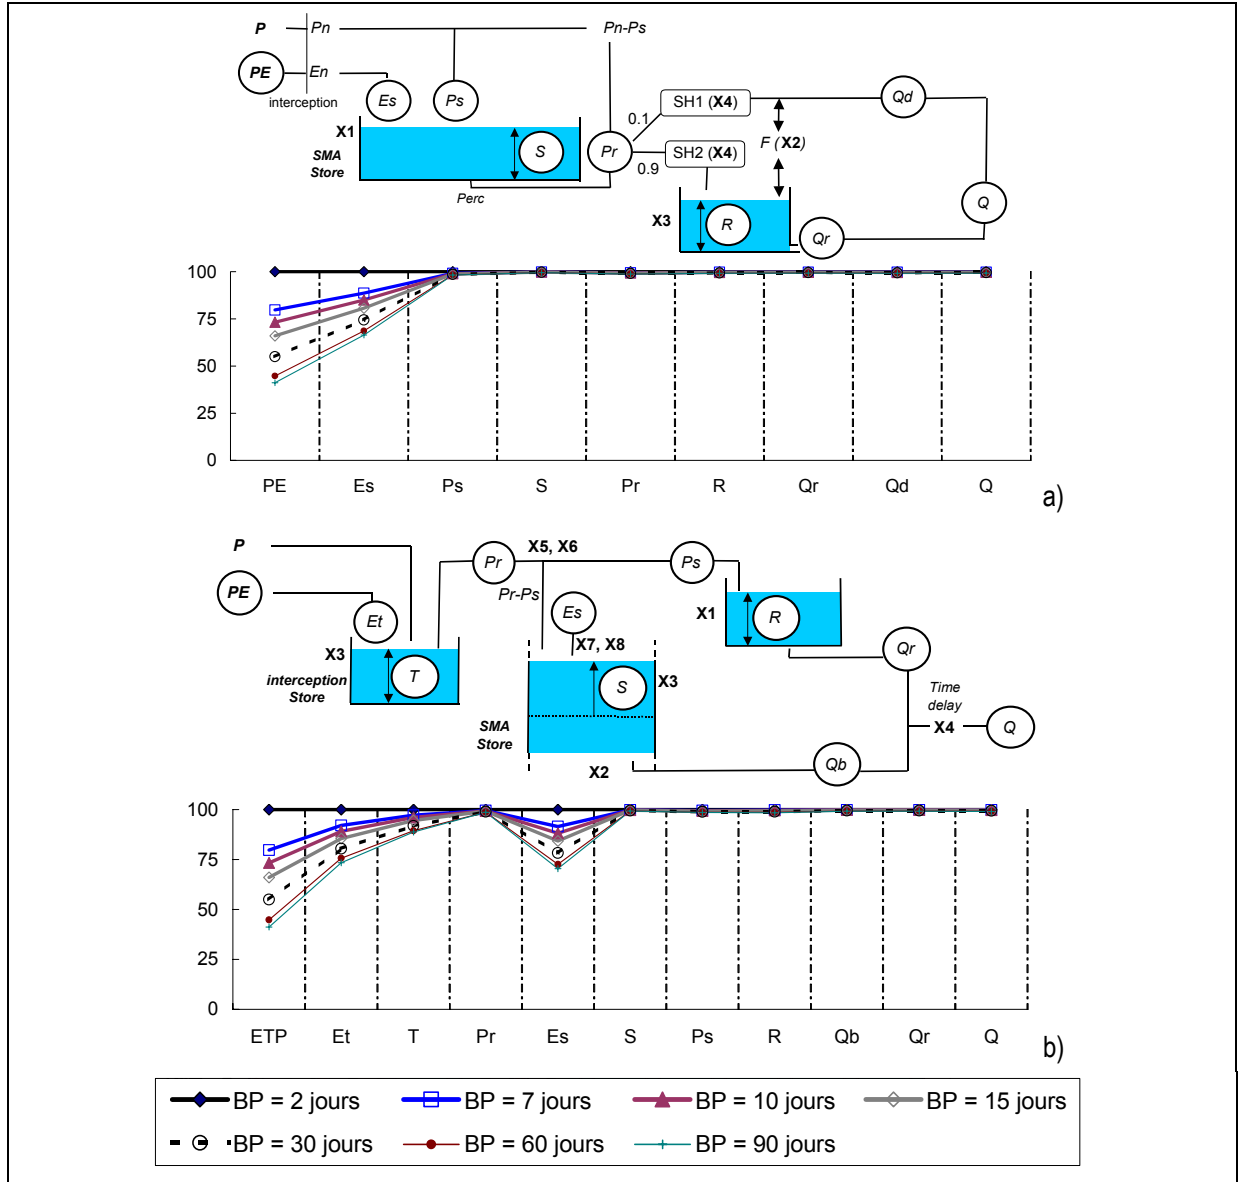 P Pn Pn-Ps
PE En
interception Es Ps
SH1 (X4) Qd
X1 0.1
SMA S Pr F (X2)
Store 0.9 SH2 (X4)
Perc
X3 R Qr Q
100
75
50
25
0
PE Es Ps S Pr R Qr Qd Q
a)
P X5, X6
Pr Ps
PE Pr-Ps Es
Et X1 R
X3 X7, X8 Qr
interception T S X3
Store Time
delay
SMA X4 Q
Store
X2 Qb
100
75
50
25
0
ETP Et T Pr Es S Ps R Qb Qr Q
b)
BP = 2 jours BP = 7 jours BP = 10 jours BP = 15 jours
BP = 30 jours BP = 60 jours BP = 90 jours